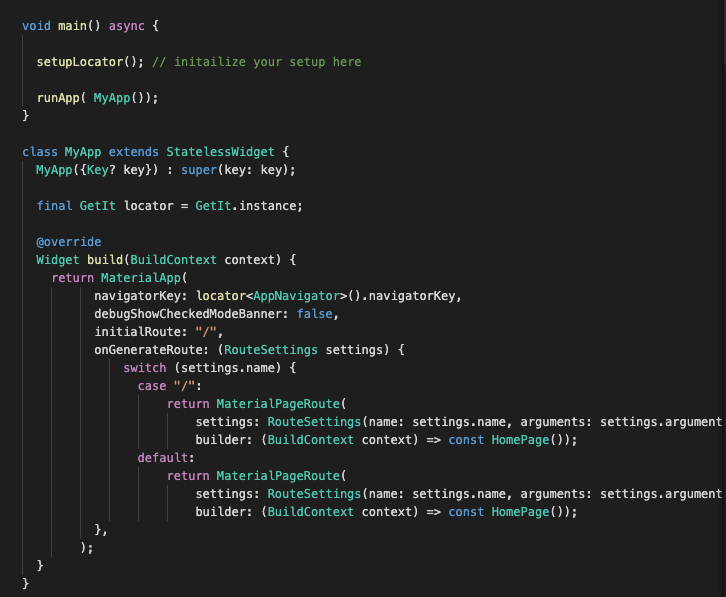 void main() async {
setupLocator(); // initailize your setup here
runApp( MyApp());
}
class MyApp extends StatelessWidget {
MyApp({Key? key}) : super(key: key);
final GetIt locator = GetIt.instance;
@override
Widget build(BuildContext context) {
return MaterialApp(
navigatorKey: locator<AppNavigator>().navigatorKey,
debugShowCheckedModeBanner: false,
initialRoute: "/",
onGenerateRoute: (RouteSettings settings) {
switch (settings.name) {
case "/":
return MaterialPageRoute(
settings: RouteSettings(name: settings.name, arguments: settings.argument
builder: (BuildContext context) => const HomePage());
default:
return MaterialPageRoute(
settings: RouteSettings(name: settings.name, arguments: settings.argument
builder: (BuildContext context) => const HomePage());
},
);
}
}